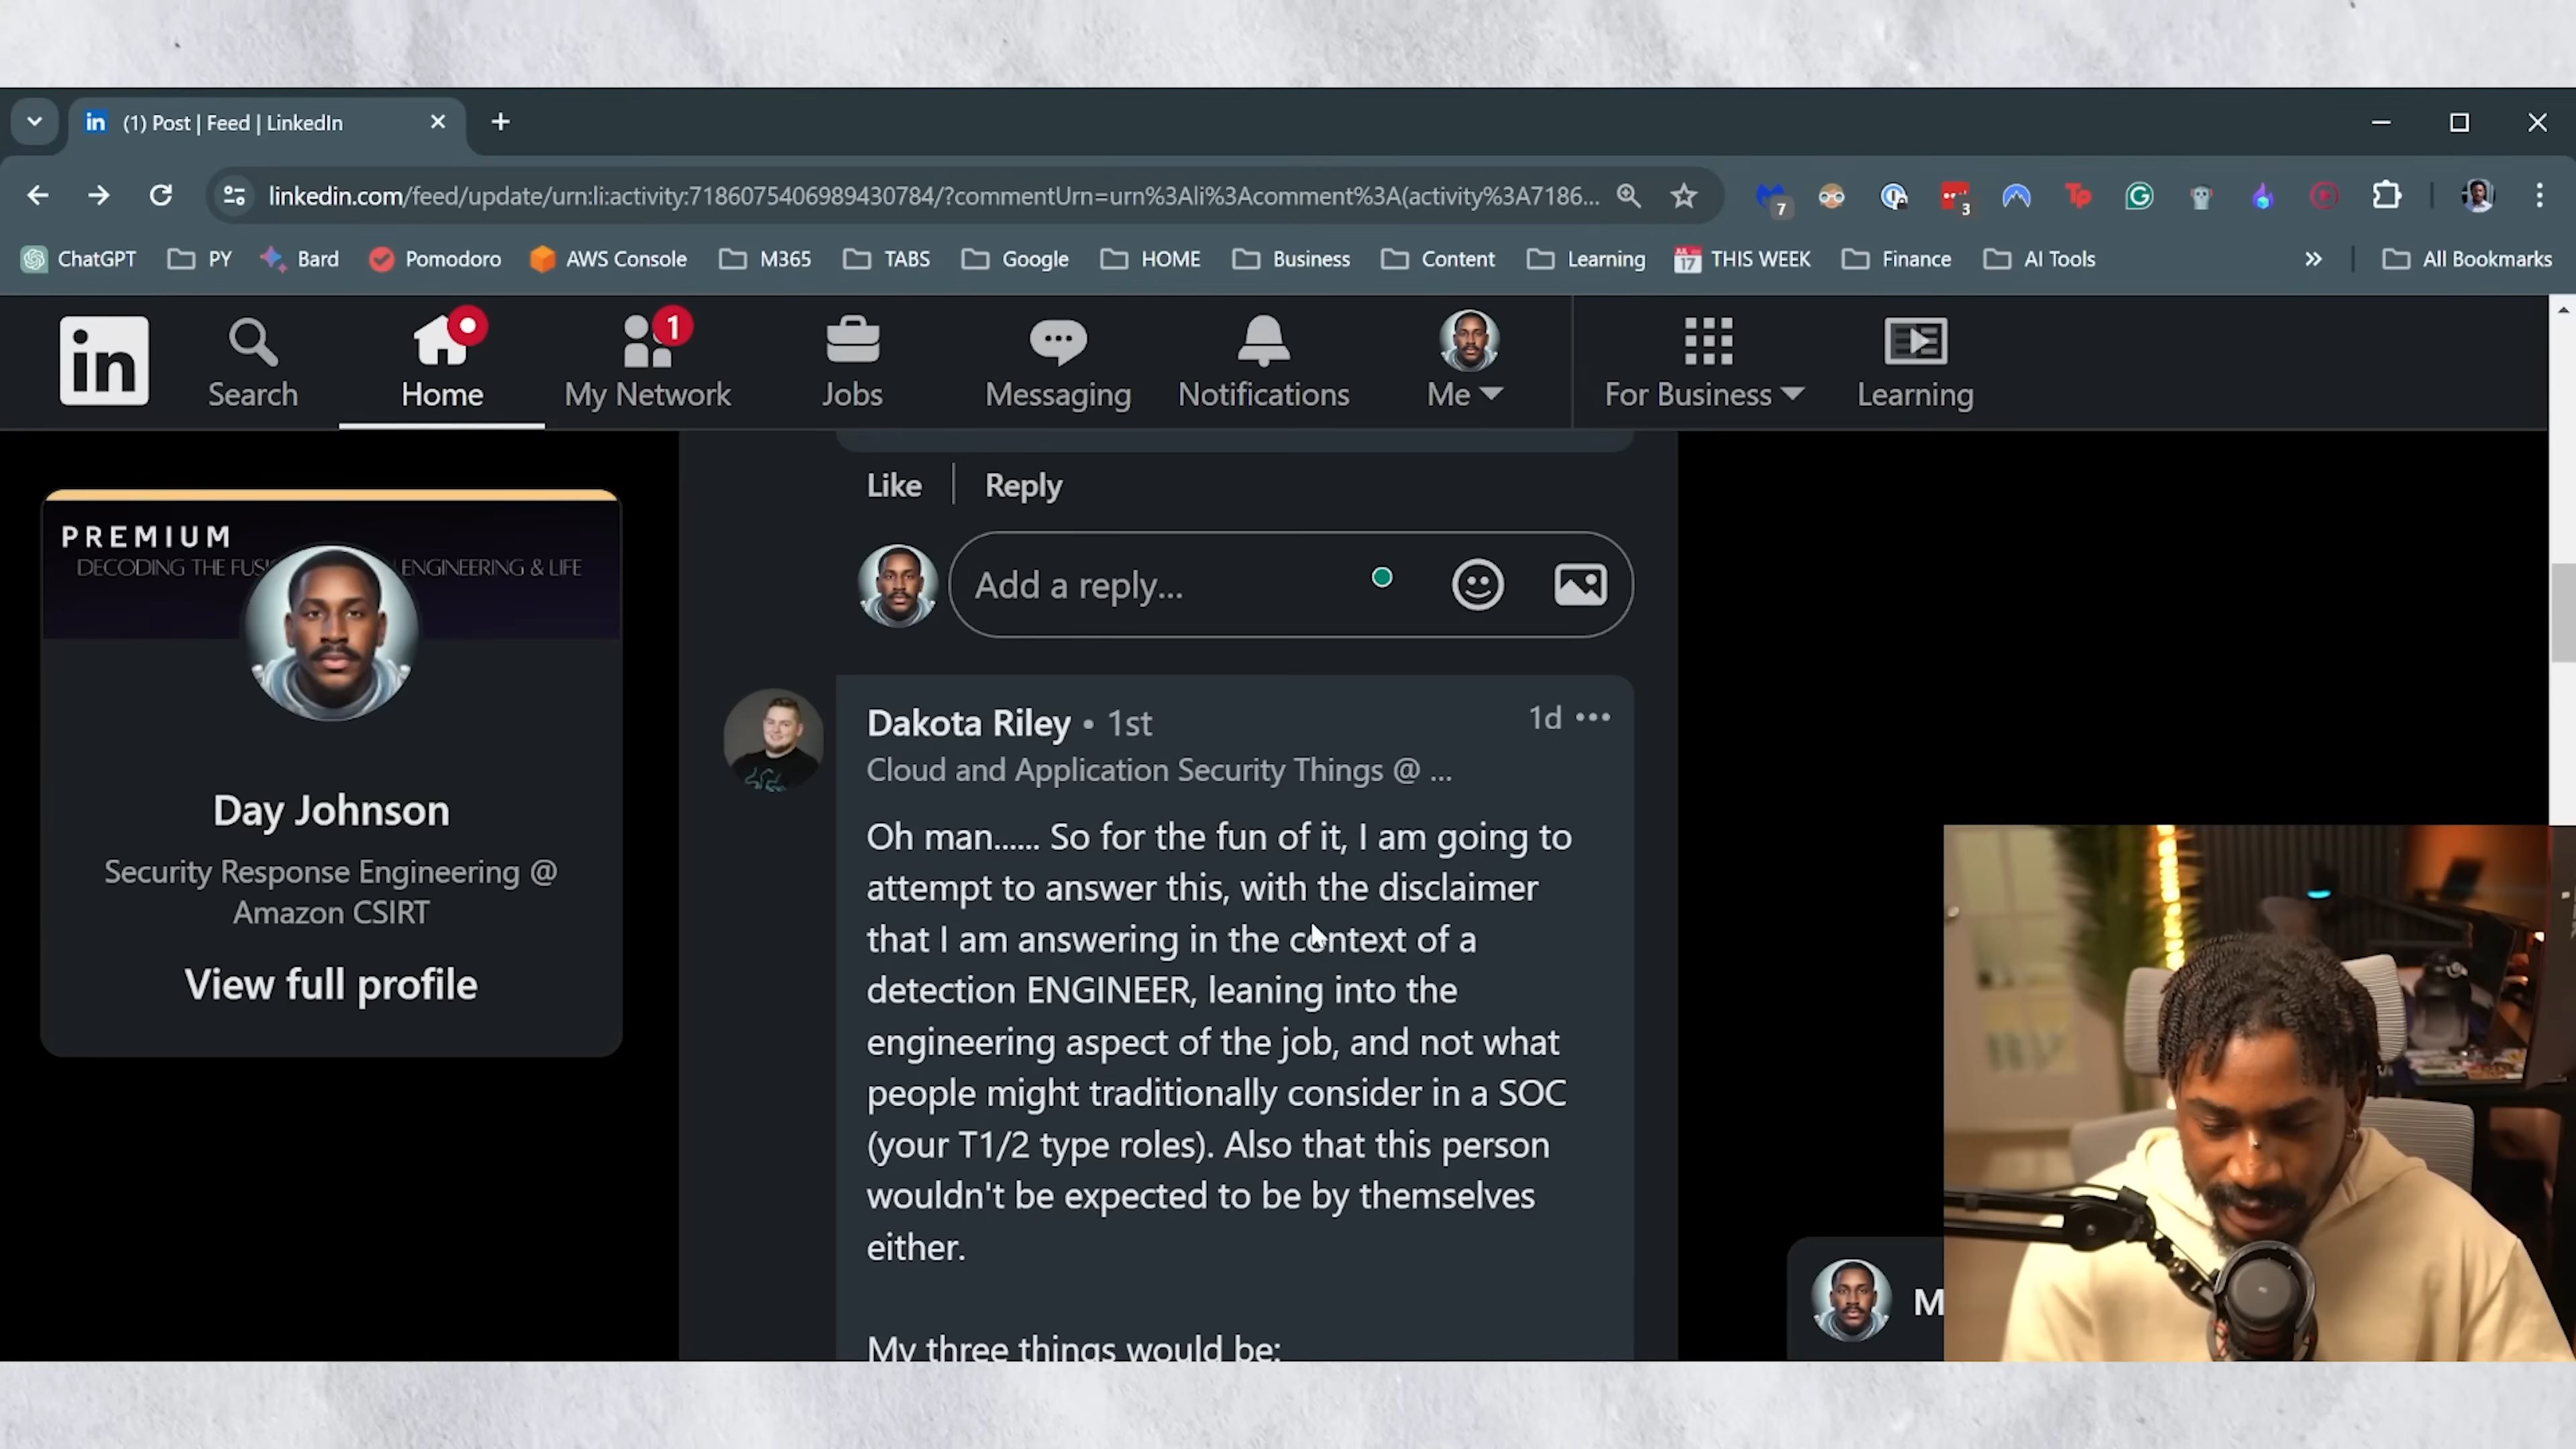 (1) Post | Feed | LinkedIn
linkedin.com/feed/update/urn:li:activity:7186075406989430784/?commentUrn=urn%3Ali%3Acomment%3A(activity%3A7186...
7
3
Tp
ChatGPT PY Bard Pomodoro AWS Console M365 TABS Google HOME Business Content Learning JUL 17 THIS WEEK Finance AI Tools » All Bookmarks
in
1
Search Home My Network Jobs Messaging Notifications Me For Business Learning
Like Reply
PREMIUM
DECODING THE ENGINEERING & LIFE
Add a reply...
Day Johnson
Security Response Engineering @
Amazon CSIRT
View full profile
Dakota Riley • 1st 1d •••
Cloud and Application Security Things @ ...
Oh man...... So for the fun of it, I am going to
attempt to answer this, with the disclaimer
that I am answering in the context of a
detection ENGINEER, leaning into the
engineering aspect of the job, and not what
people might traditionally consider in a SOC
(your T1/2 type roles). Also that this person
wouldn't be expected to be by themselves
either.
My three things would be:
M